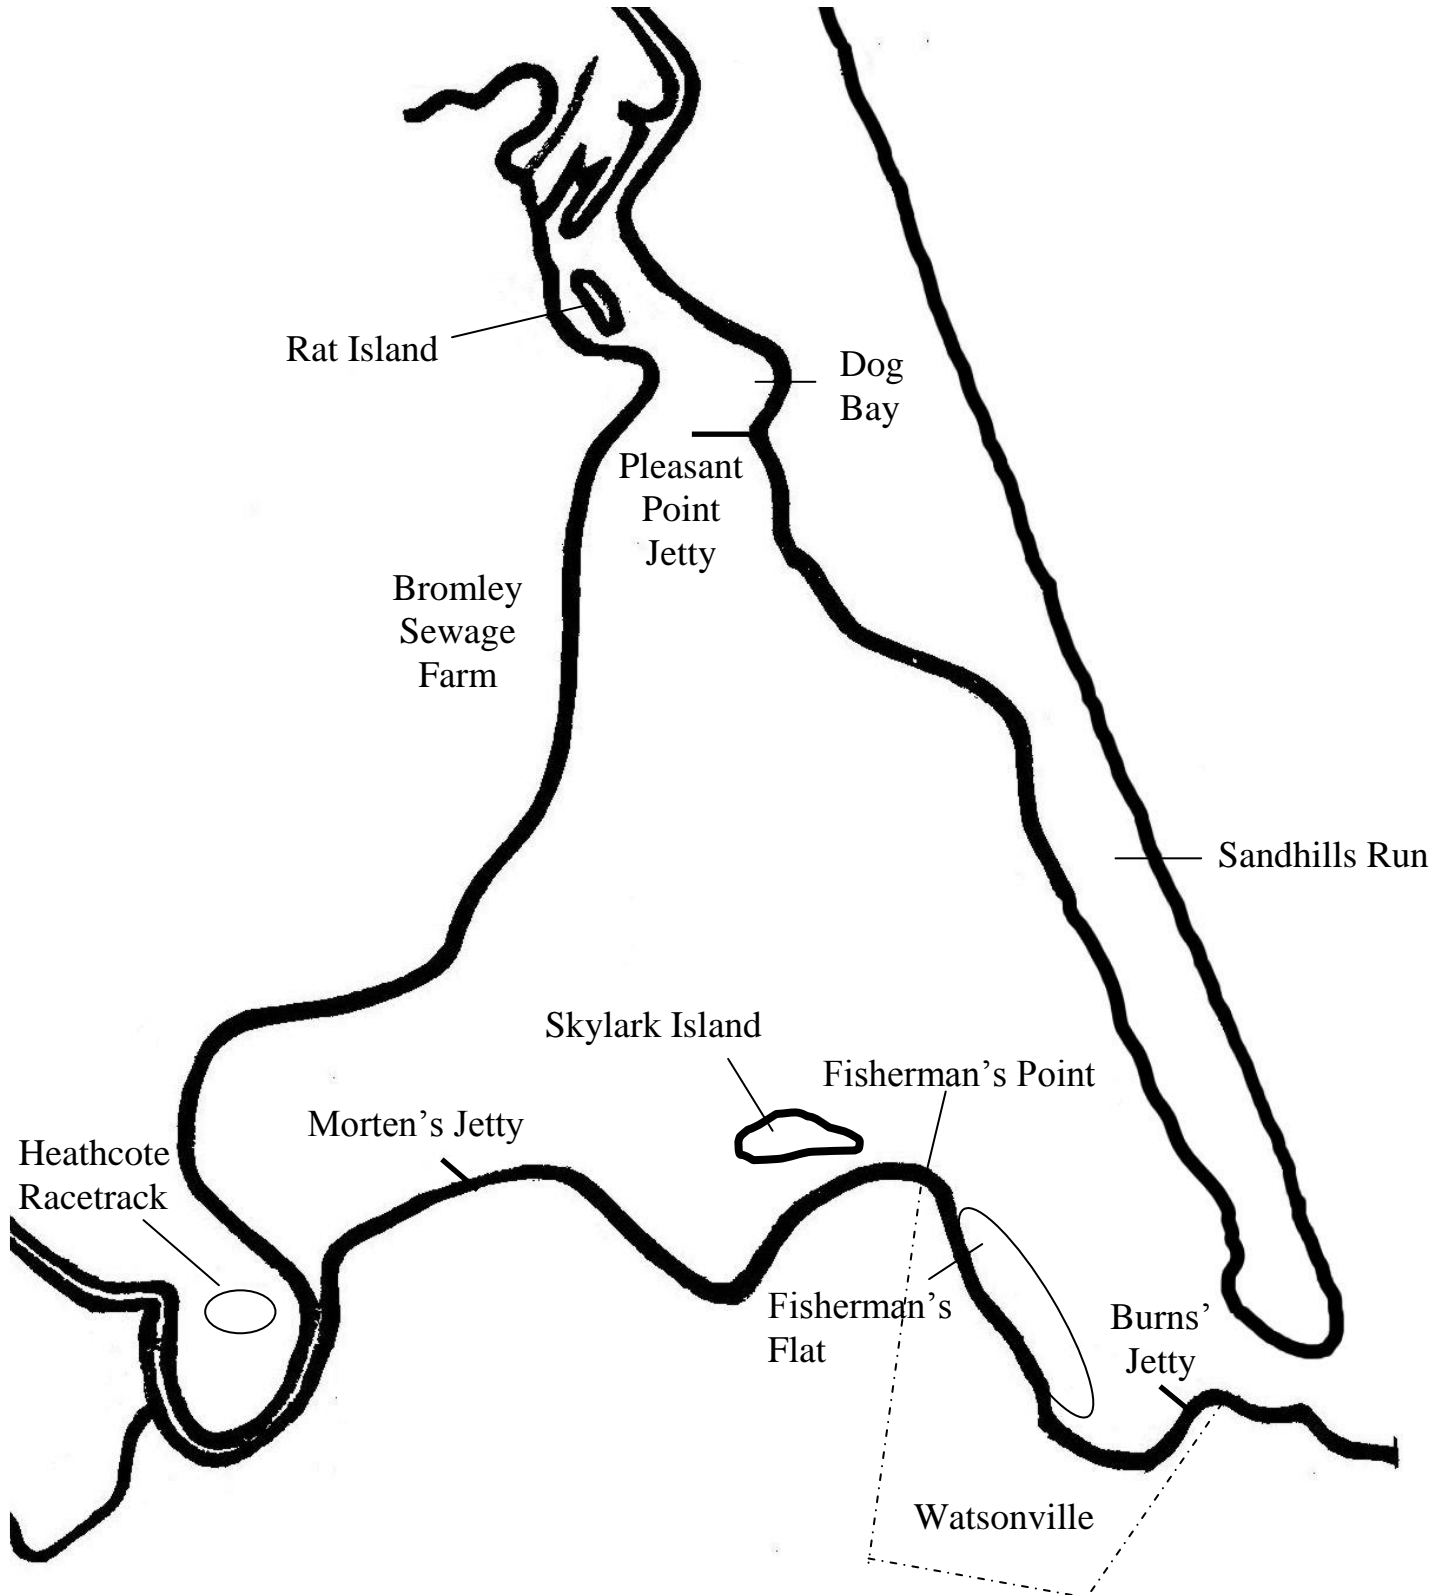 Rat Island
Dog
Bay
Pleasant
Point
Jetty
Bromley
Sewage
Farm
Sandhills Run
Skylark Island
Fisherman’s Point
Morten’s Jetty
Heathcote
Racetrack
Fisherman’s
Flat
Burns’
Jetty
Watsonville